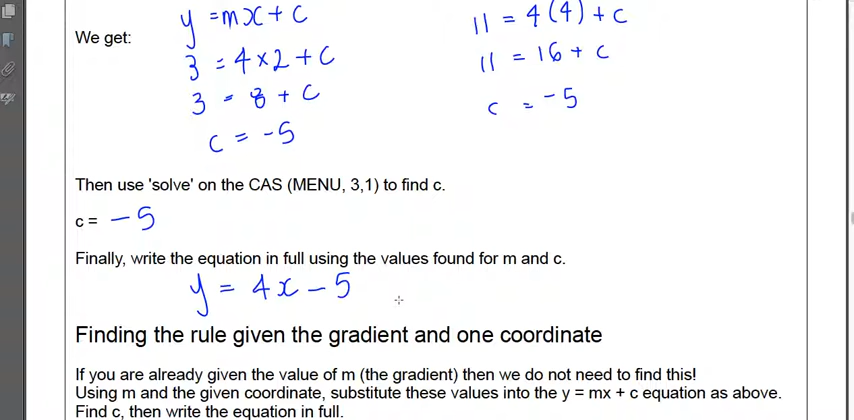 y = mx + c
11 = 4(4) + c
We get:
3 = 4 × 2 + c
11 = 16 + c
3 = 8 + c
c = -5
c = -5
Then use 'solve' on the CAS (MENU, 3,1) to find c.
c = -5
Finally, write the equation in full using the values found for m and c.
y = 4x - 5
Finding the rule given the gradient and one coordinate
If you are already given the value of m (the gradient) then we do not need to find this!
Using m and the given coordinate, substitute these values into the y = mx + c equation as above.
Find c, then write the equation in full.